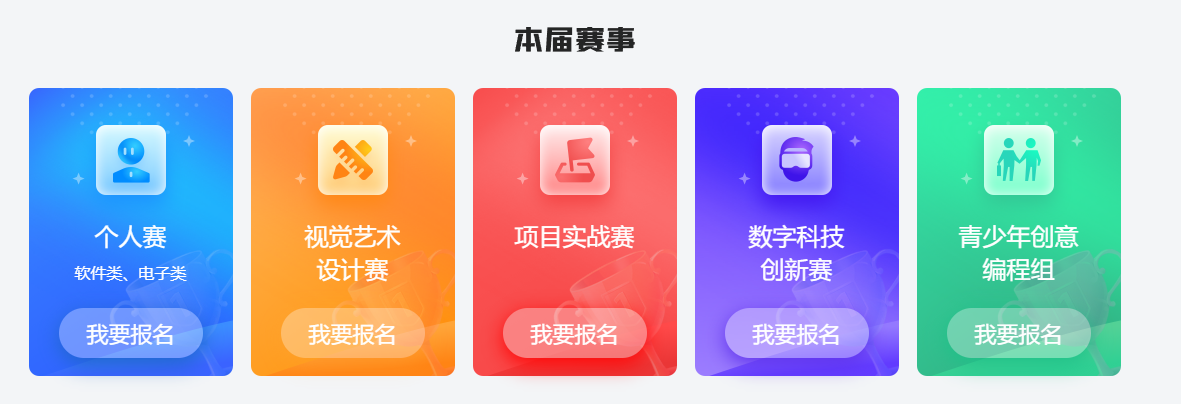 本届赛事
个人赛
软件类、电子类
我要报名
视觉艺术
设计赛
我要报名
项目实战赛
我要报名
数字科技
创新赛
我要报名
青少年创意
编程组
我要报名